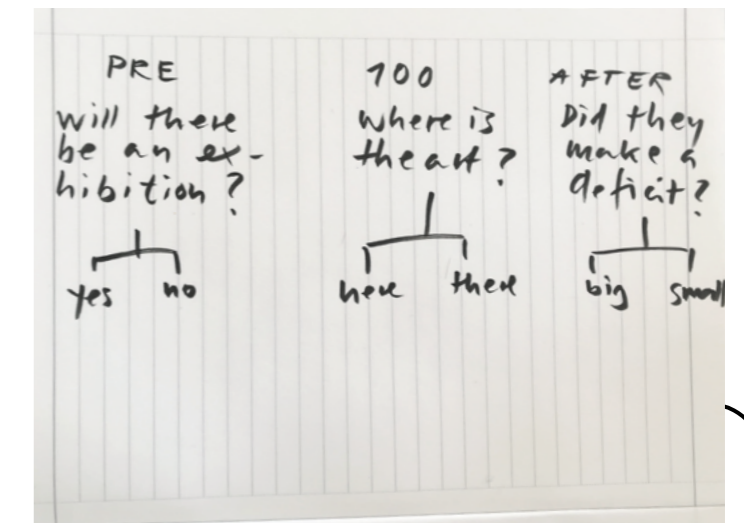 PRE
will there
be an ex-
hibition?
yes no
100
where is
the art?
here there
AFTER
Did they
make a
deficit?
big small